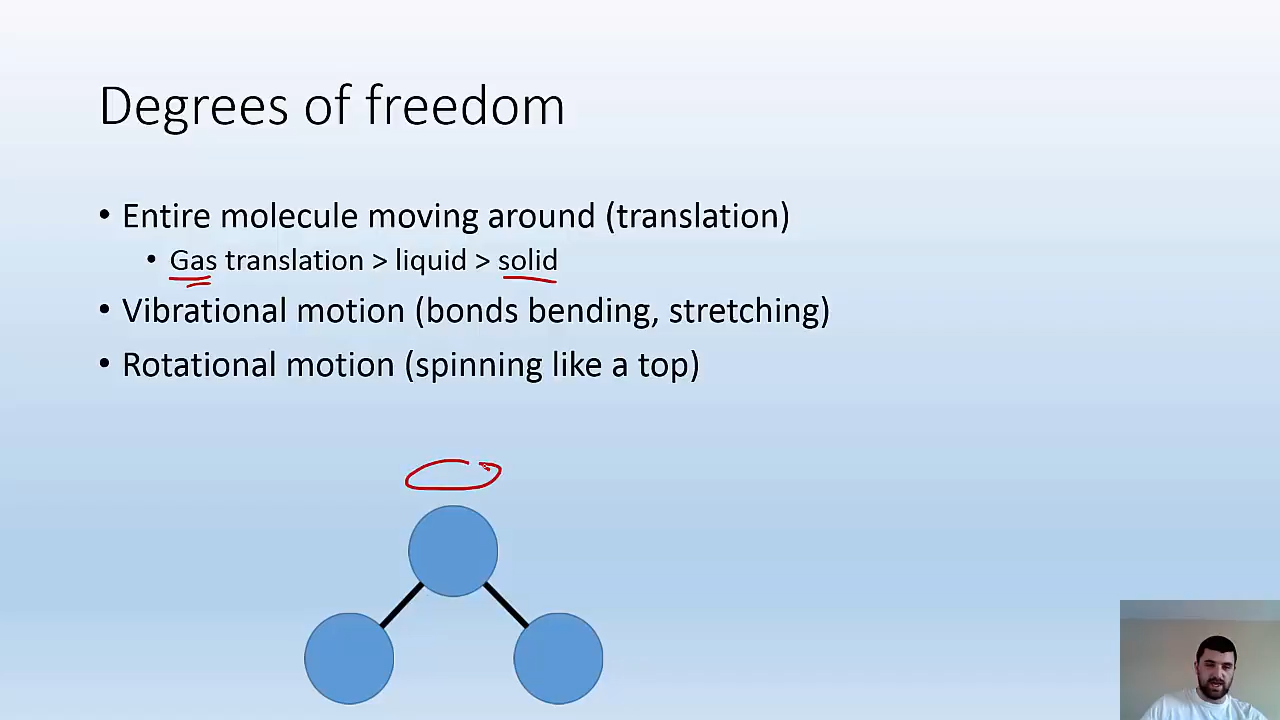 Degrees of freedom
• Entire molecule moving around (translation)
• Gas translation > liquid > solid
• Vibrational motion (bonds bending, stretching)
• Rotational motion (spinning like a top)